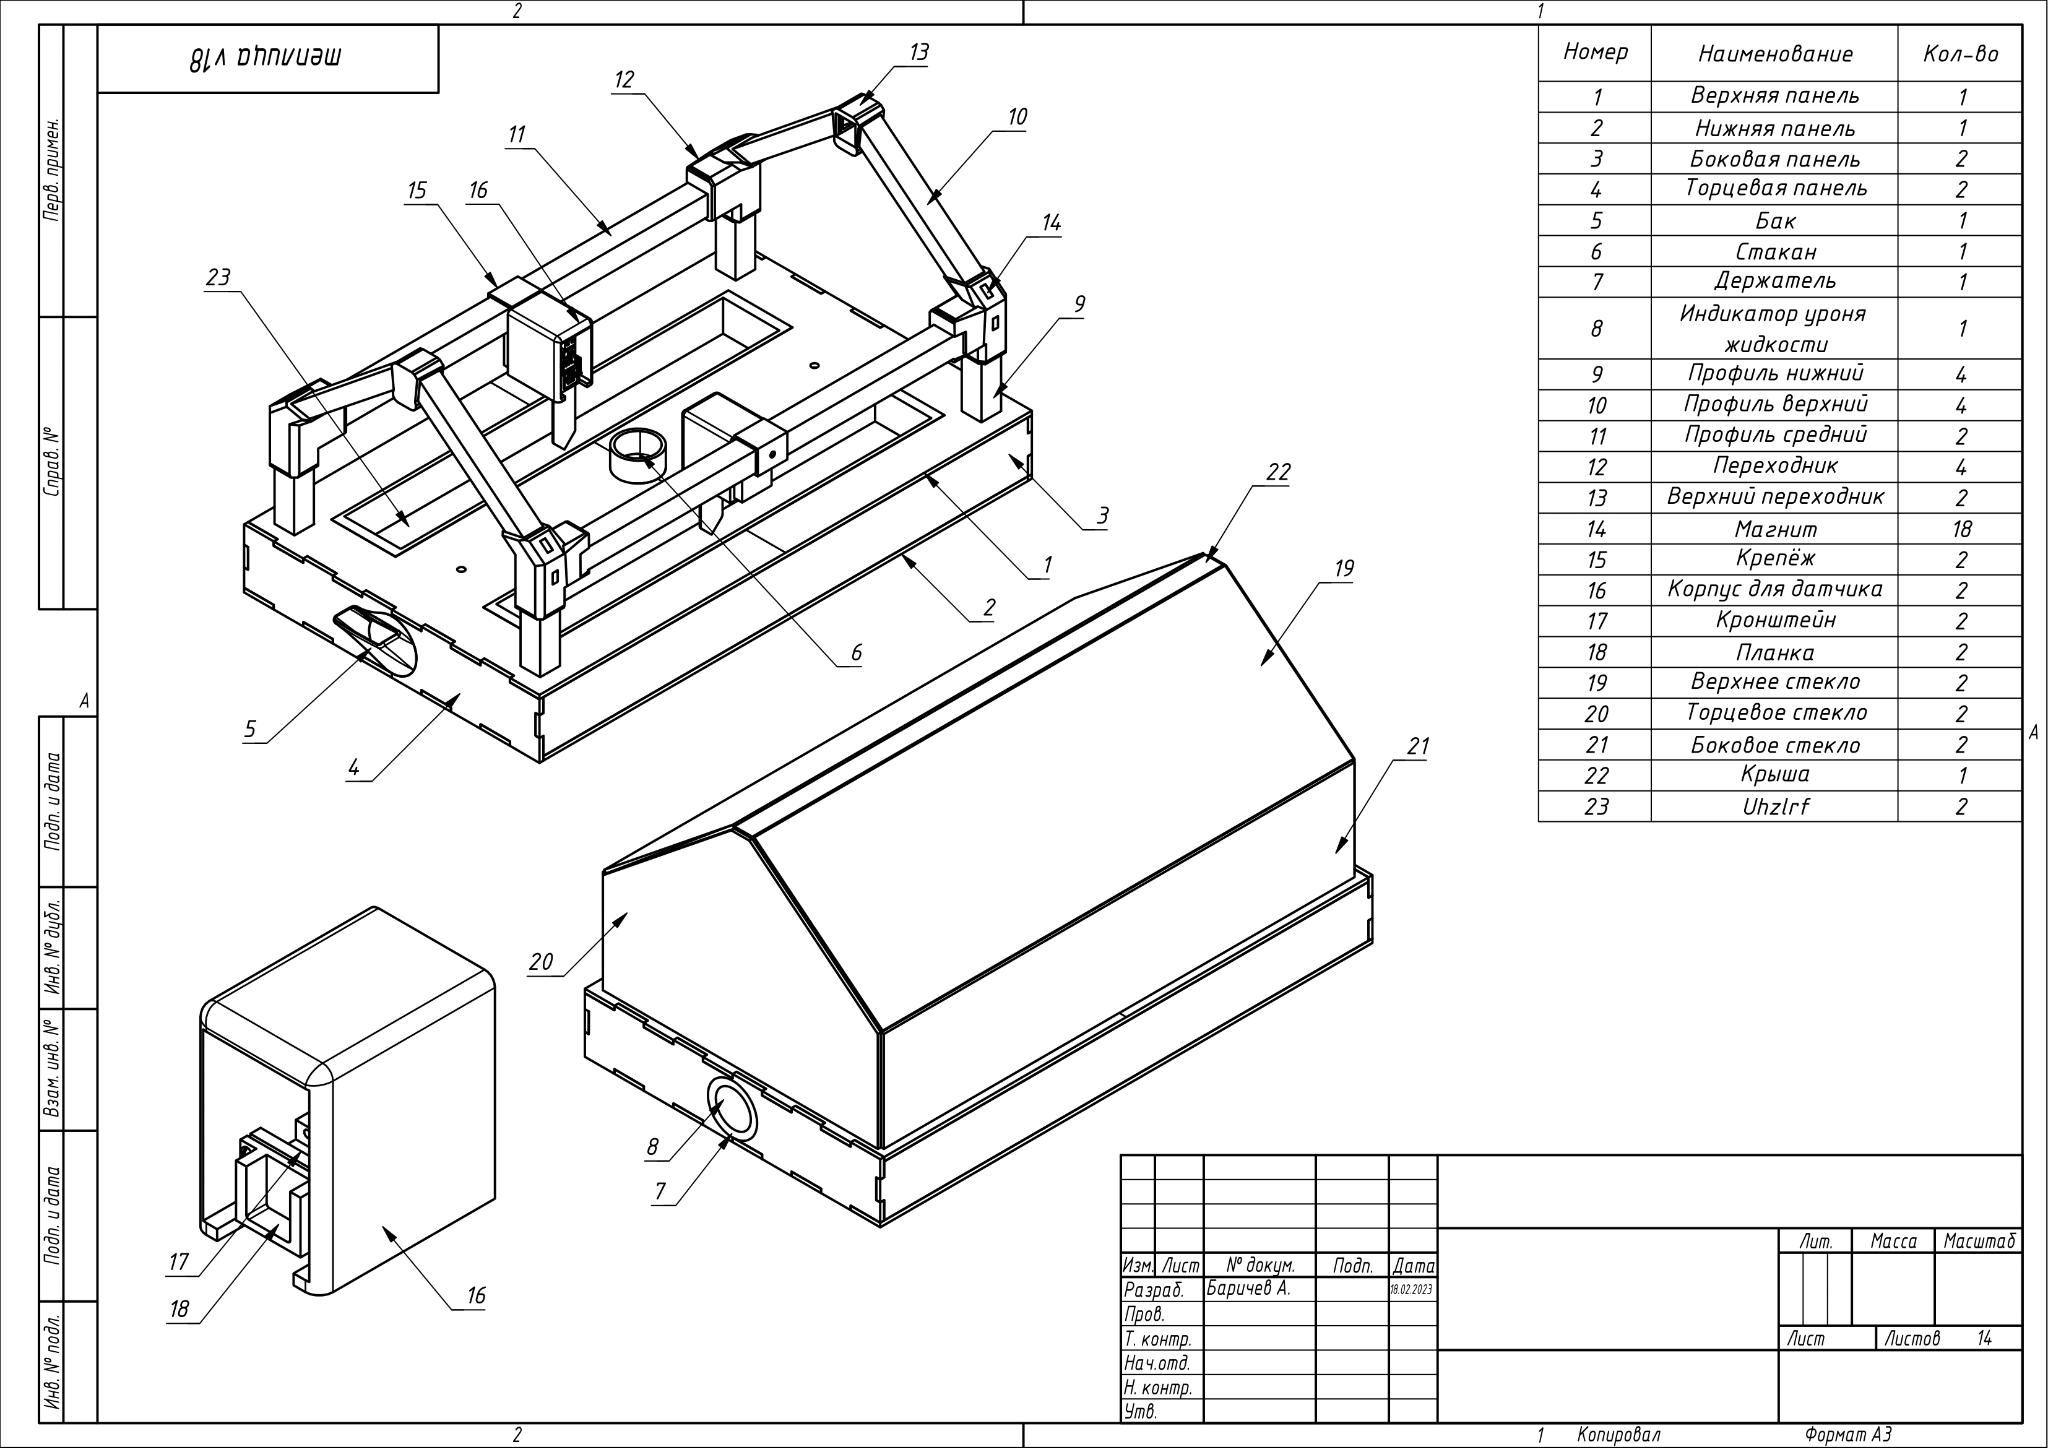 2
1
теплица v18
Перв. примен.
Справ. №
Подп. и дата
Инв. № дубл.
Взам. инв. №
Подп. и дата
Инв. № подл.
А
А
Номер Наименование Кол-во
1 Верхняя панель 1
2 Нижняя панель 1
3 Боковая панель 2
4 Торцевая панель 2
5 Бак 1
6 Стакан 1
7 Держатель 1
8 Индикатор уроня 1
жидкости
9 Профиль нижний 4
10 Профиль верхний 4
11 Профиль средний 2
12 Переходник 4
13 Верхний переходник 2
14 Магнит 18
15 Крепёж 2
16 Корпус для датчика 2
17 Кронштейн 2
18 Планка 2
19 Верхнее стекло 2
20 Торцевое стекло 2
21 Боковое стекло 2
22 Крыша 1
23 Uhzlrf 2
13
12
11
10
15
16
14
23
9
3
1
2
6
5
4
22
19
21
20
8
7
17
18
16
Изм. Лист № докум. Подп. Дата
Разраб. Баричев А. 18.02.2023
Пров.
Т. контр.
Нач.отд.
Н. контр.
Утв.
Лит. Масса Масштаб
Лист Листов 14
2
1 Копировал Формат А3